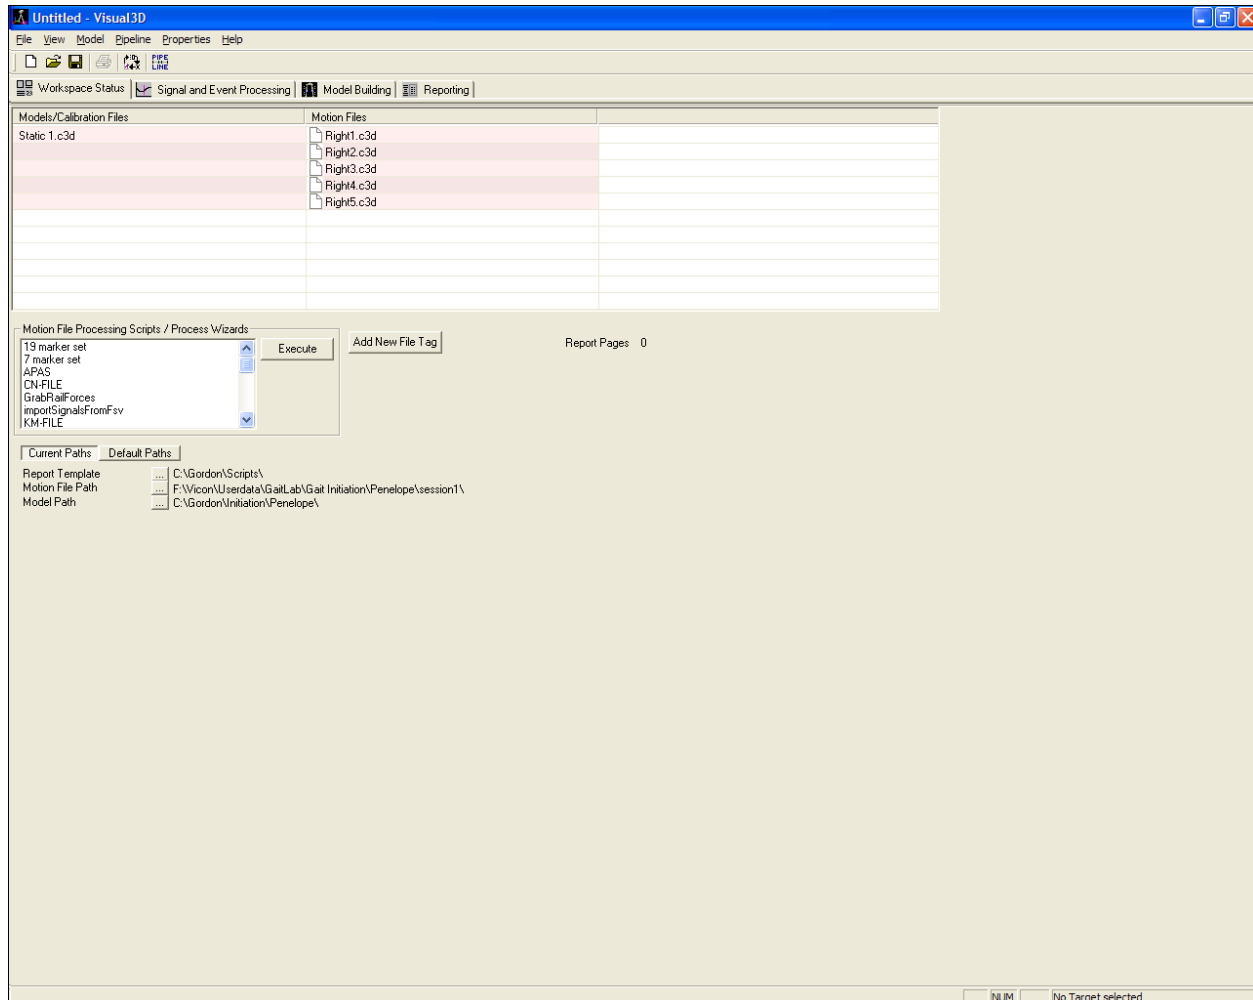 Untitled - Visual3D
File View Model Pipeline Properties Help
PIPE LINE
Workspace Status Signal and Event Processing Model Building Reporting
Models/Calibration Files Motion Files
Static 1.c3d Right1.c3d
Right2.c3d
Right3.c3d
Right4.c3d
Right5.c3d
Motion File Processing Scripts / Process Wizards
19 marker set
7 marker set
APAS
CN-FILE
GrabRailForces
importSignalsFromFsv
KM-FILE
Execute
Add New File Tag
Report Pages 0
Current Paths Default Paths
Report Template ... C:\Gordon\Scripts\
Motion File Path ... F:\Vicon\Userdata\GaitLab\Gait Initiation\Penelope\session1\
Model Path ... C:\Gordon\Initiation\Penelope\
NUM No Target selected